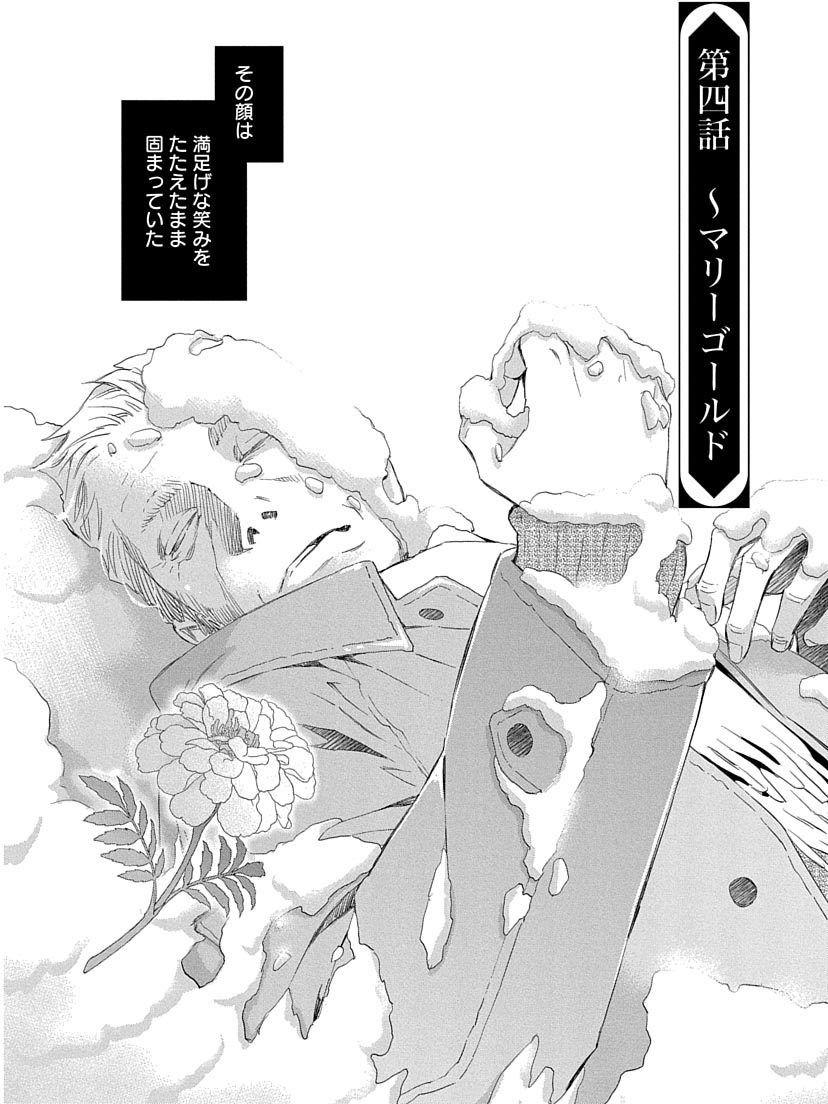 第四話　～マリーゴールド
その顔は
満足げな笑みを
たたえたまま
固まっていた